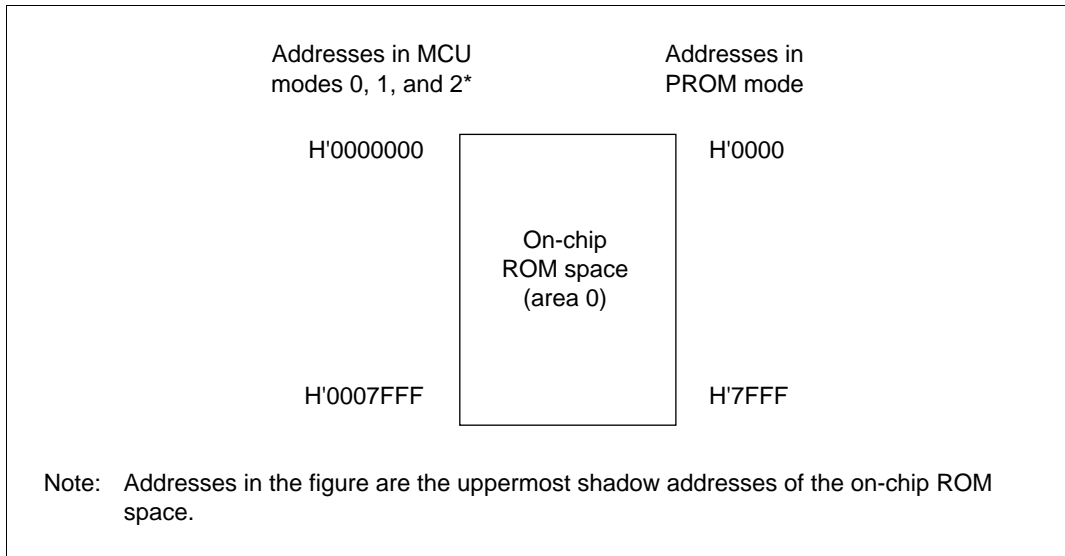 Addresses in MCU
modes 0, 1, and 2*
Addresses in
PROM mode
H'0000000
H'0000
On-chip
ROM space
(area 0)
H'0007FFF
H'7FFF
Note: Addresses in the figure are the uppermost shadow addresses of the on-chip ROM
space.